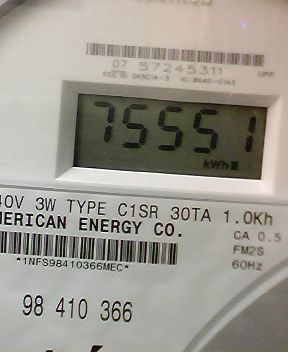 07 57245311
75551
kWh
40V 3W TYPE C1SR 30TA 1.0Kh
MERICAN ENERGY CO.
CA 0.5
*1NFS98410366MEC*
FM2S
60Hz
98 410 366